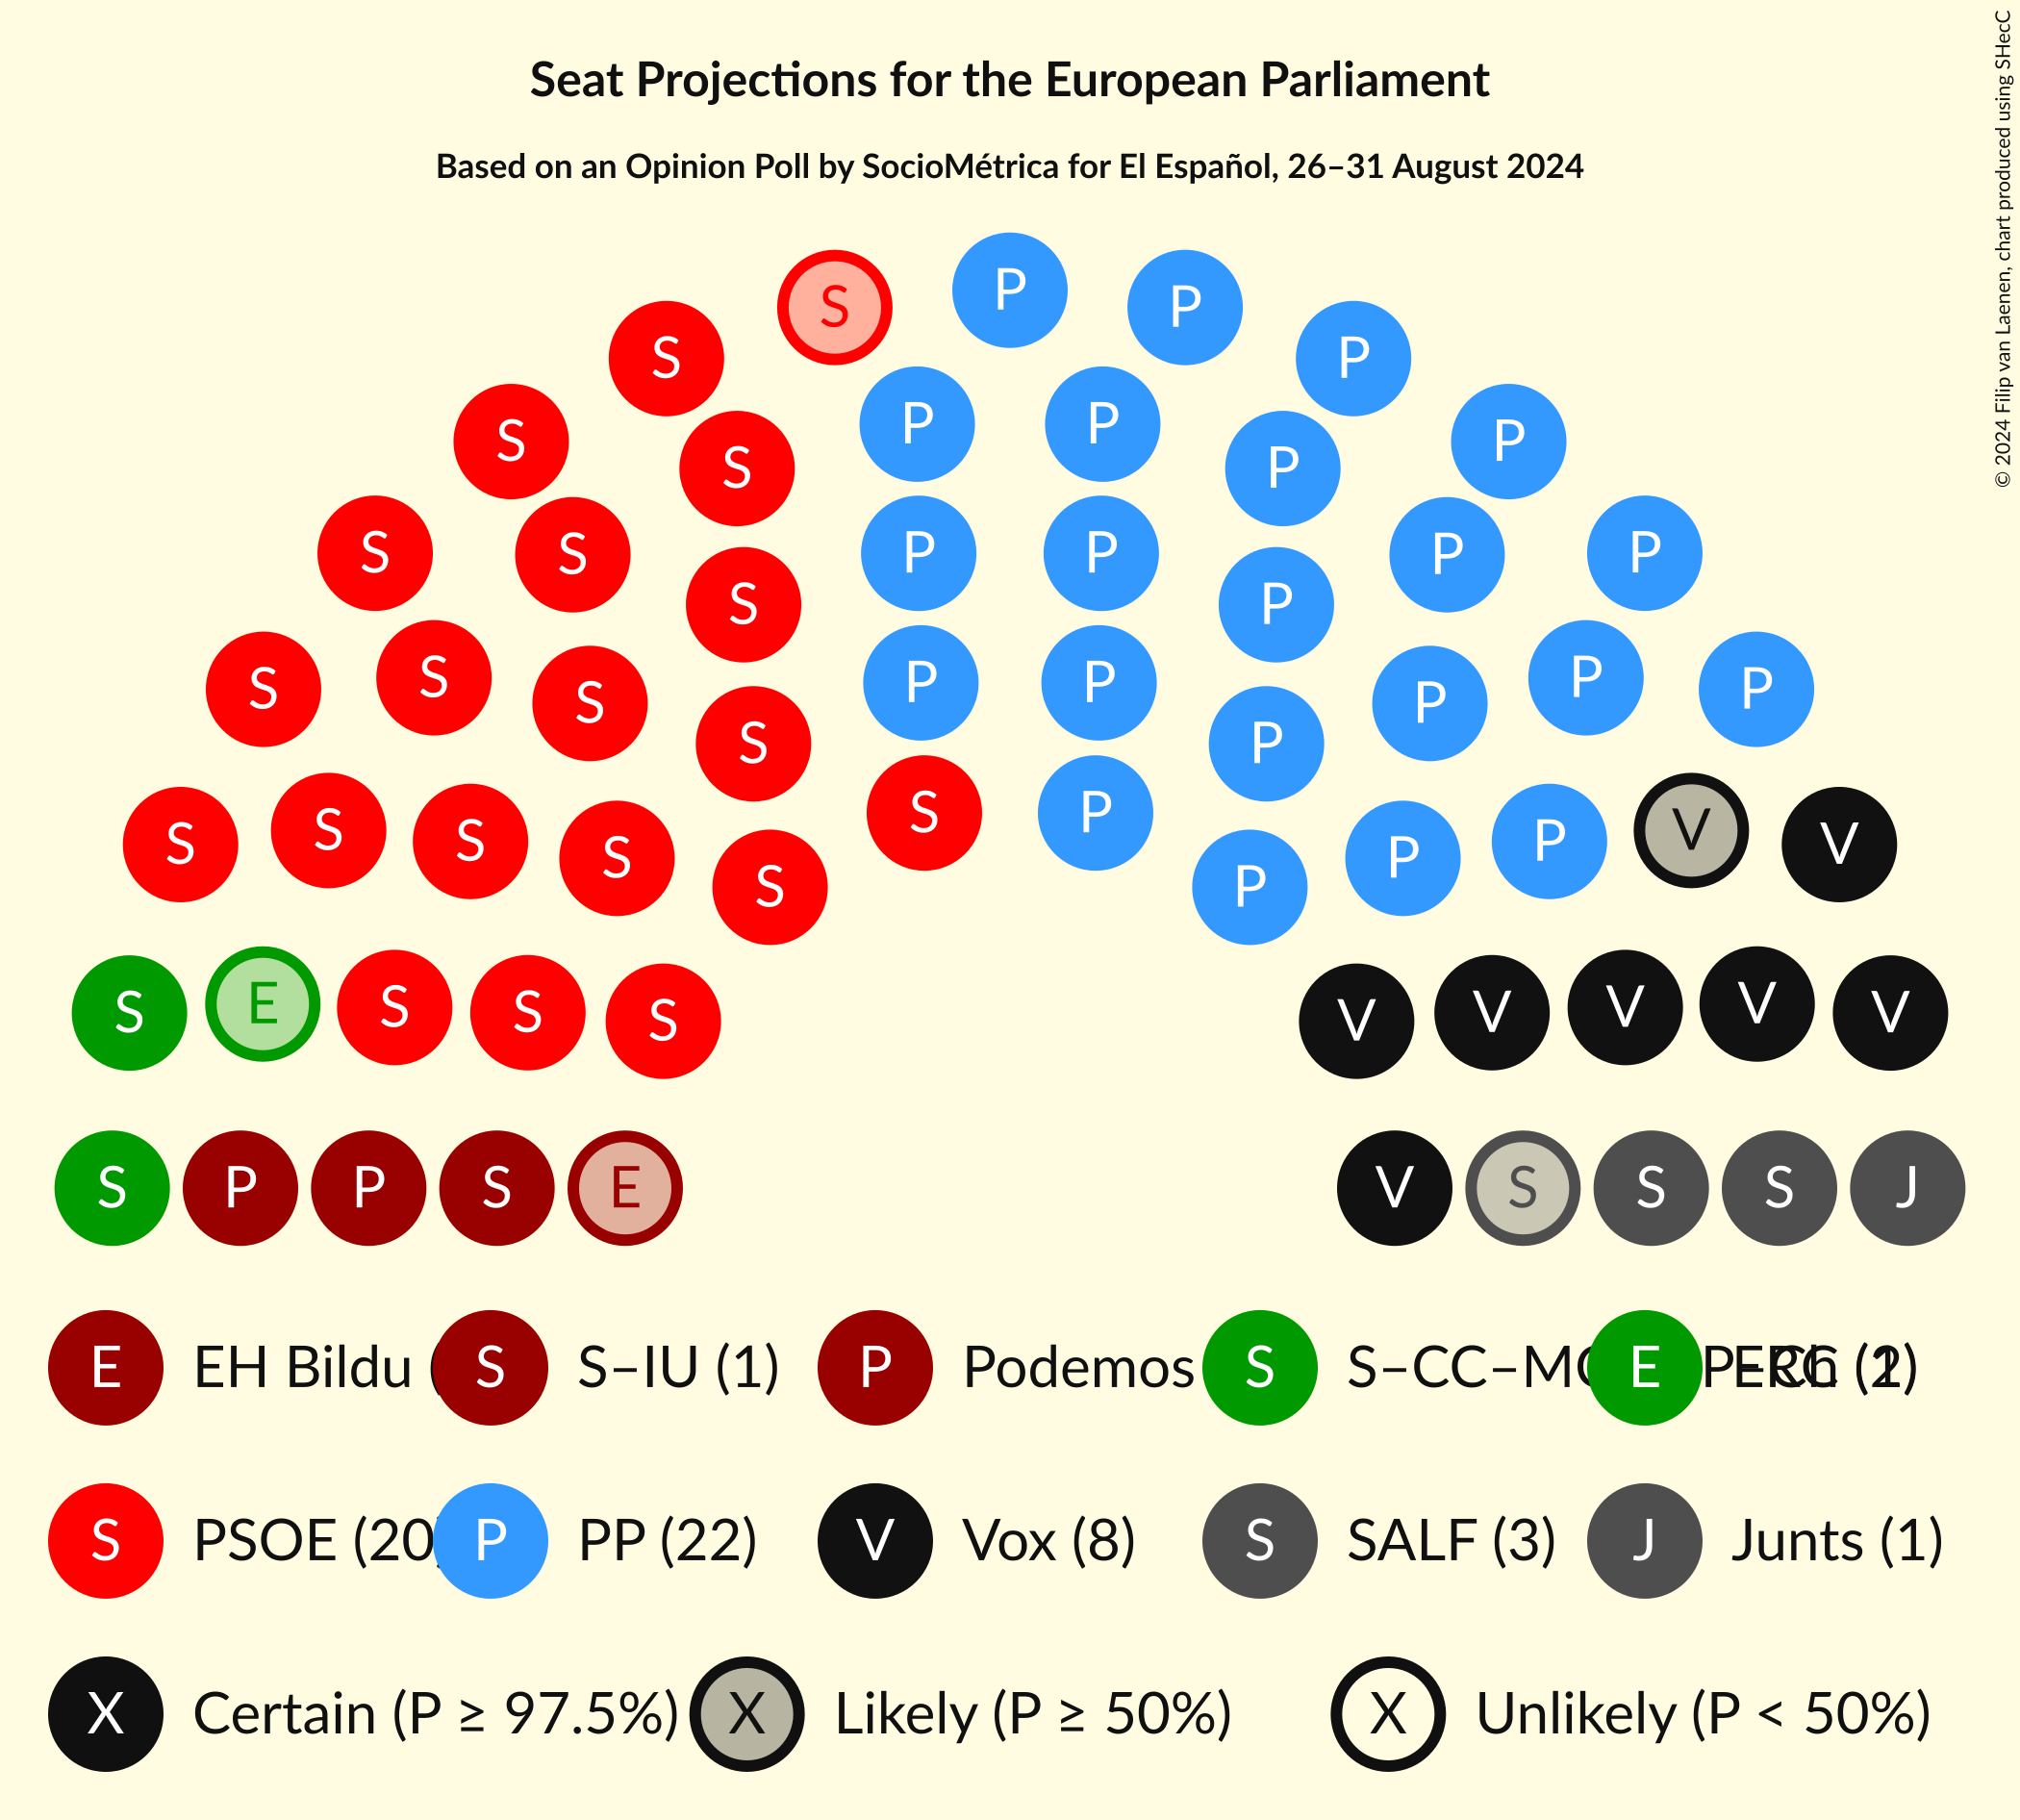 Seat Projections for the European Parliament
Based on an Opinion Poll by SocioMétrica for El Español, 26–31 August 2024
© 2024 Filip van Laenen, chart produced using SHecC
S P P
S P
S S P P P P
S S S P P P P P
S S S S P P P P P P
S S S S S S P P P P V V
S E S S S V V V V V
S P P S E V S S S J
E EH Bildu S S–IU (1) P Podemos S S–CC–M E
S PSOE (20 P PP (22) V Vox (8) S SALF (3) J Junts (1)
X Certain (P ≥ 97.5%) X Likely (P ≥ 50%) X Unlikely (P < 50%)